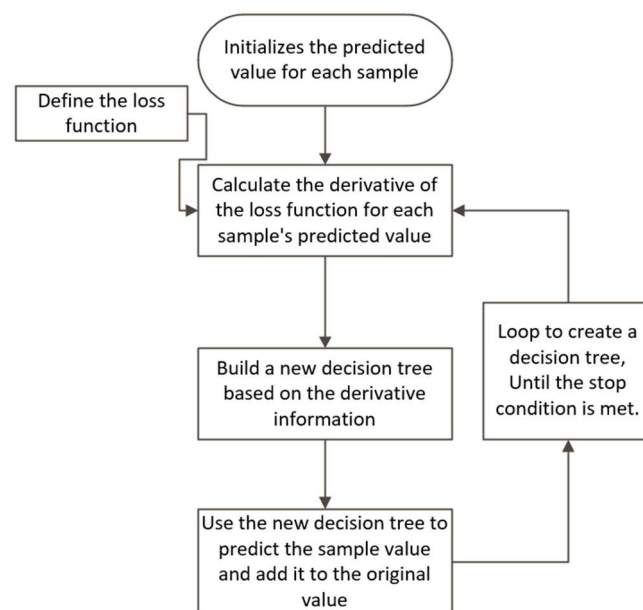 Initializes the predicted
value for each sample
Define the loss
function
Calculate the derivative of
the loss function for each
sample's predicted value
Loop to create a
decision tree,
Until the stop
condition is met.
Build a new decision tree
based on the derivative
information
Use the new decision tree to
predict the sample value
and add it to the original
value